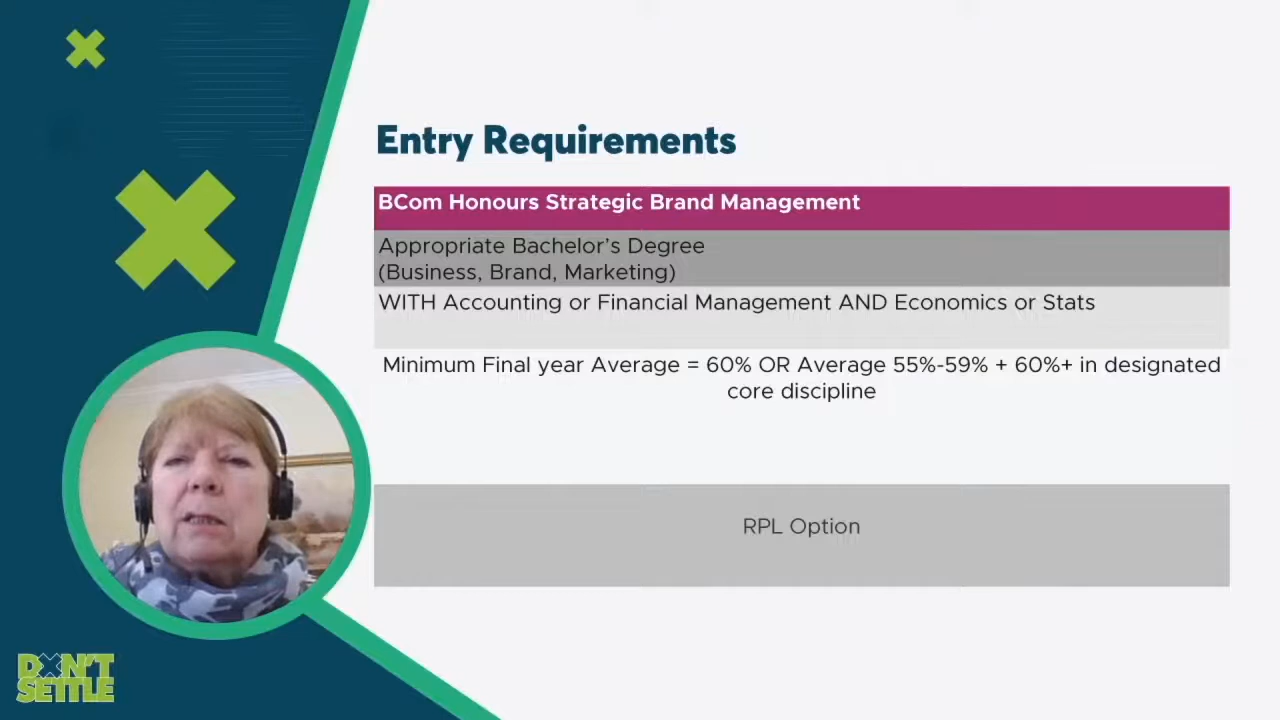 Entry Requirements
BCom Honours Strategic Brand Management
Appropriate Bachelor’s Degree
(Business, Brand, Marketing)
WITH Accounting or Financial Management AND Economics or Stats
Minimum Final year Average = 60% OR Average 55%-59% + 60%+ in designated
core discipline
RPL Option
DON'T
SETTLE